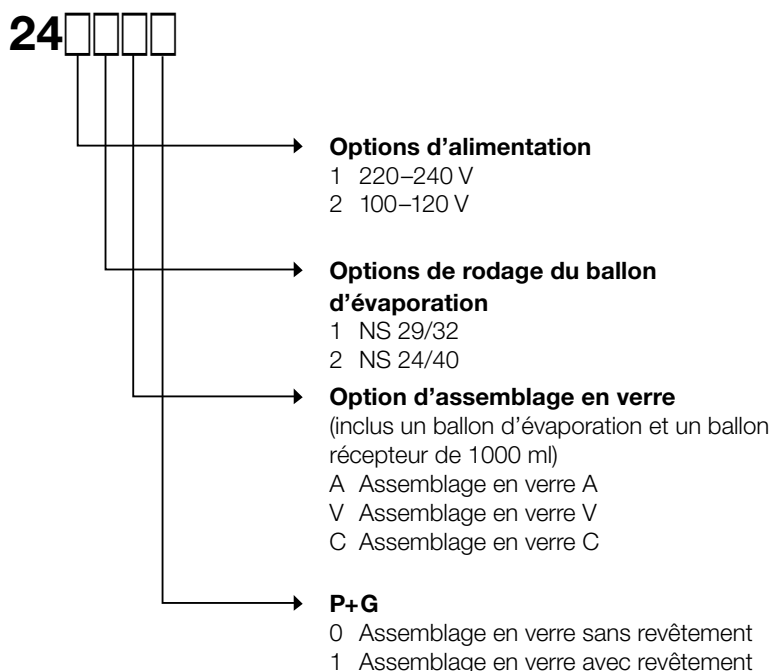 24
Options d’alimentation
1 220–240 V
2 100–120 V
Options de rodage du ballon
d’évaporation
1 NS 29/32
2 NS 24/40
Option d’assemblage en verre
(inclus un ballon d’évaporation et un ballon
récepteur de 1000 ml)
A Assemblage en verre A
V Assemblage en verre V
C Assemblage en verre C
P+G
0 Assemblage en verre sans revêtement
1 Assemblage en verre avec revêtement